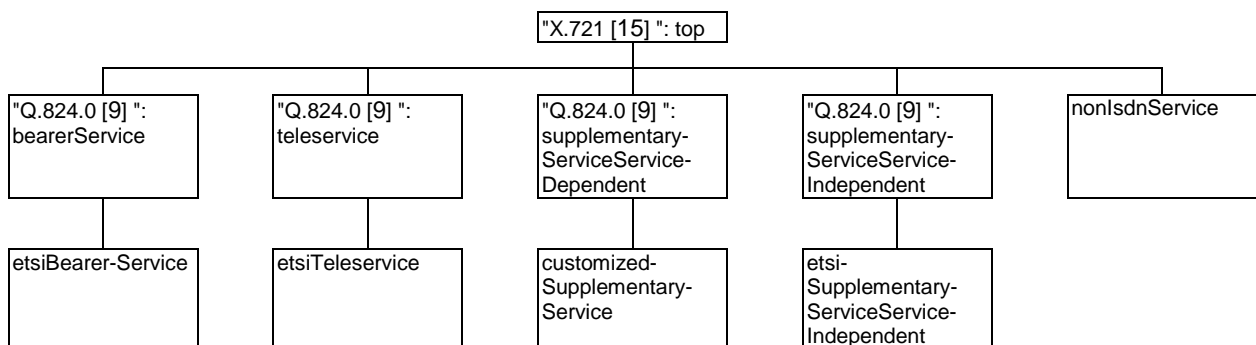 "X.721 [15] ": top
"Q.824.0 [9] ":
bearerService
"Q.824.0 [9] ":
teleservice
"Q.824.0 [9] ":
supplementary-
ServiceService-
Dependent
"Q.824.0 [9] ":
supplementary-
ServiceService-
Independent
nonIsdnService
etsiBearer-Service
etsiTeleservice
customized-
Supplementary-
Service
etsi-
Supplementary-
ServiceService-
Independent